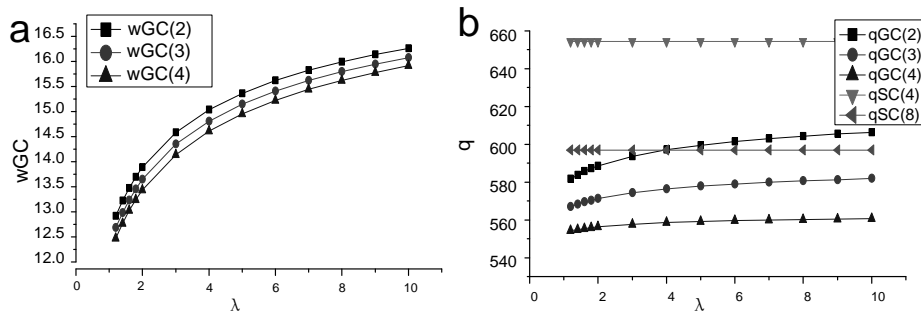 a
wGC(2)
wGC(3)
wGC(4)
16.5
16.0
15.5
15.0
14.5
14.0
13.5
13.0
12.5
12.0
wGC
0 2 4 6 8 10
λ
b
qGC(2)
qGC(3)
qGC(4)
qSC(4)
qSC(8)
660
640
620
600
580
560
540
q
0 2 4 6 8 10
λ